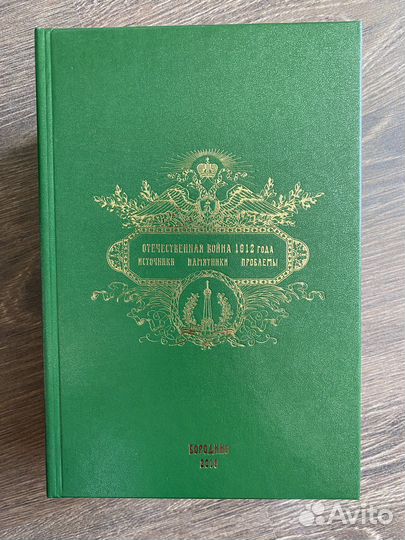 ОТЕЧЕСТВЕННАЯ ВОЙНА 1812 ГОДА
ИСТОЧНИКИ ПАМЯТНИКИ ПРОБЛЕМЫ
БОРОДИНО
Avito